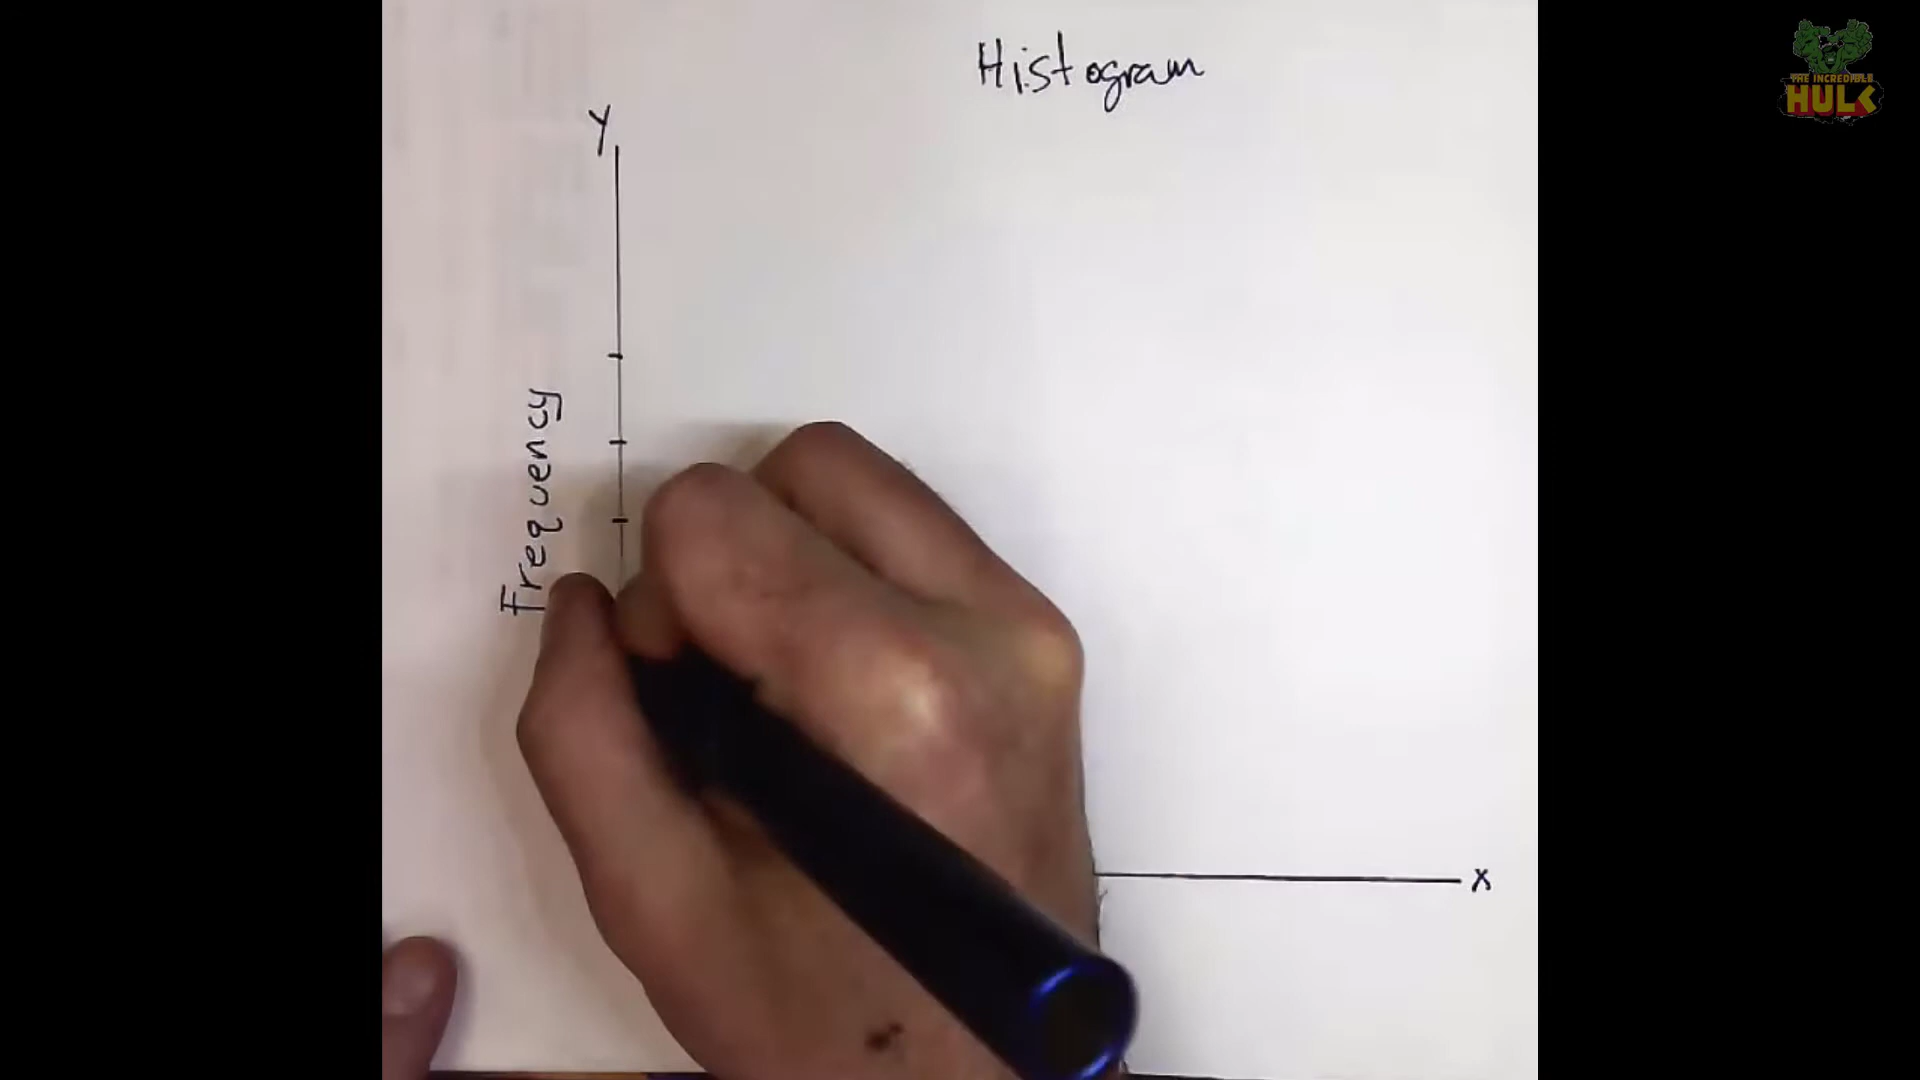 Histogram
THE INCREDIBLE
HULK
Y
Frequency
X